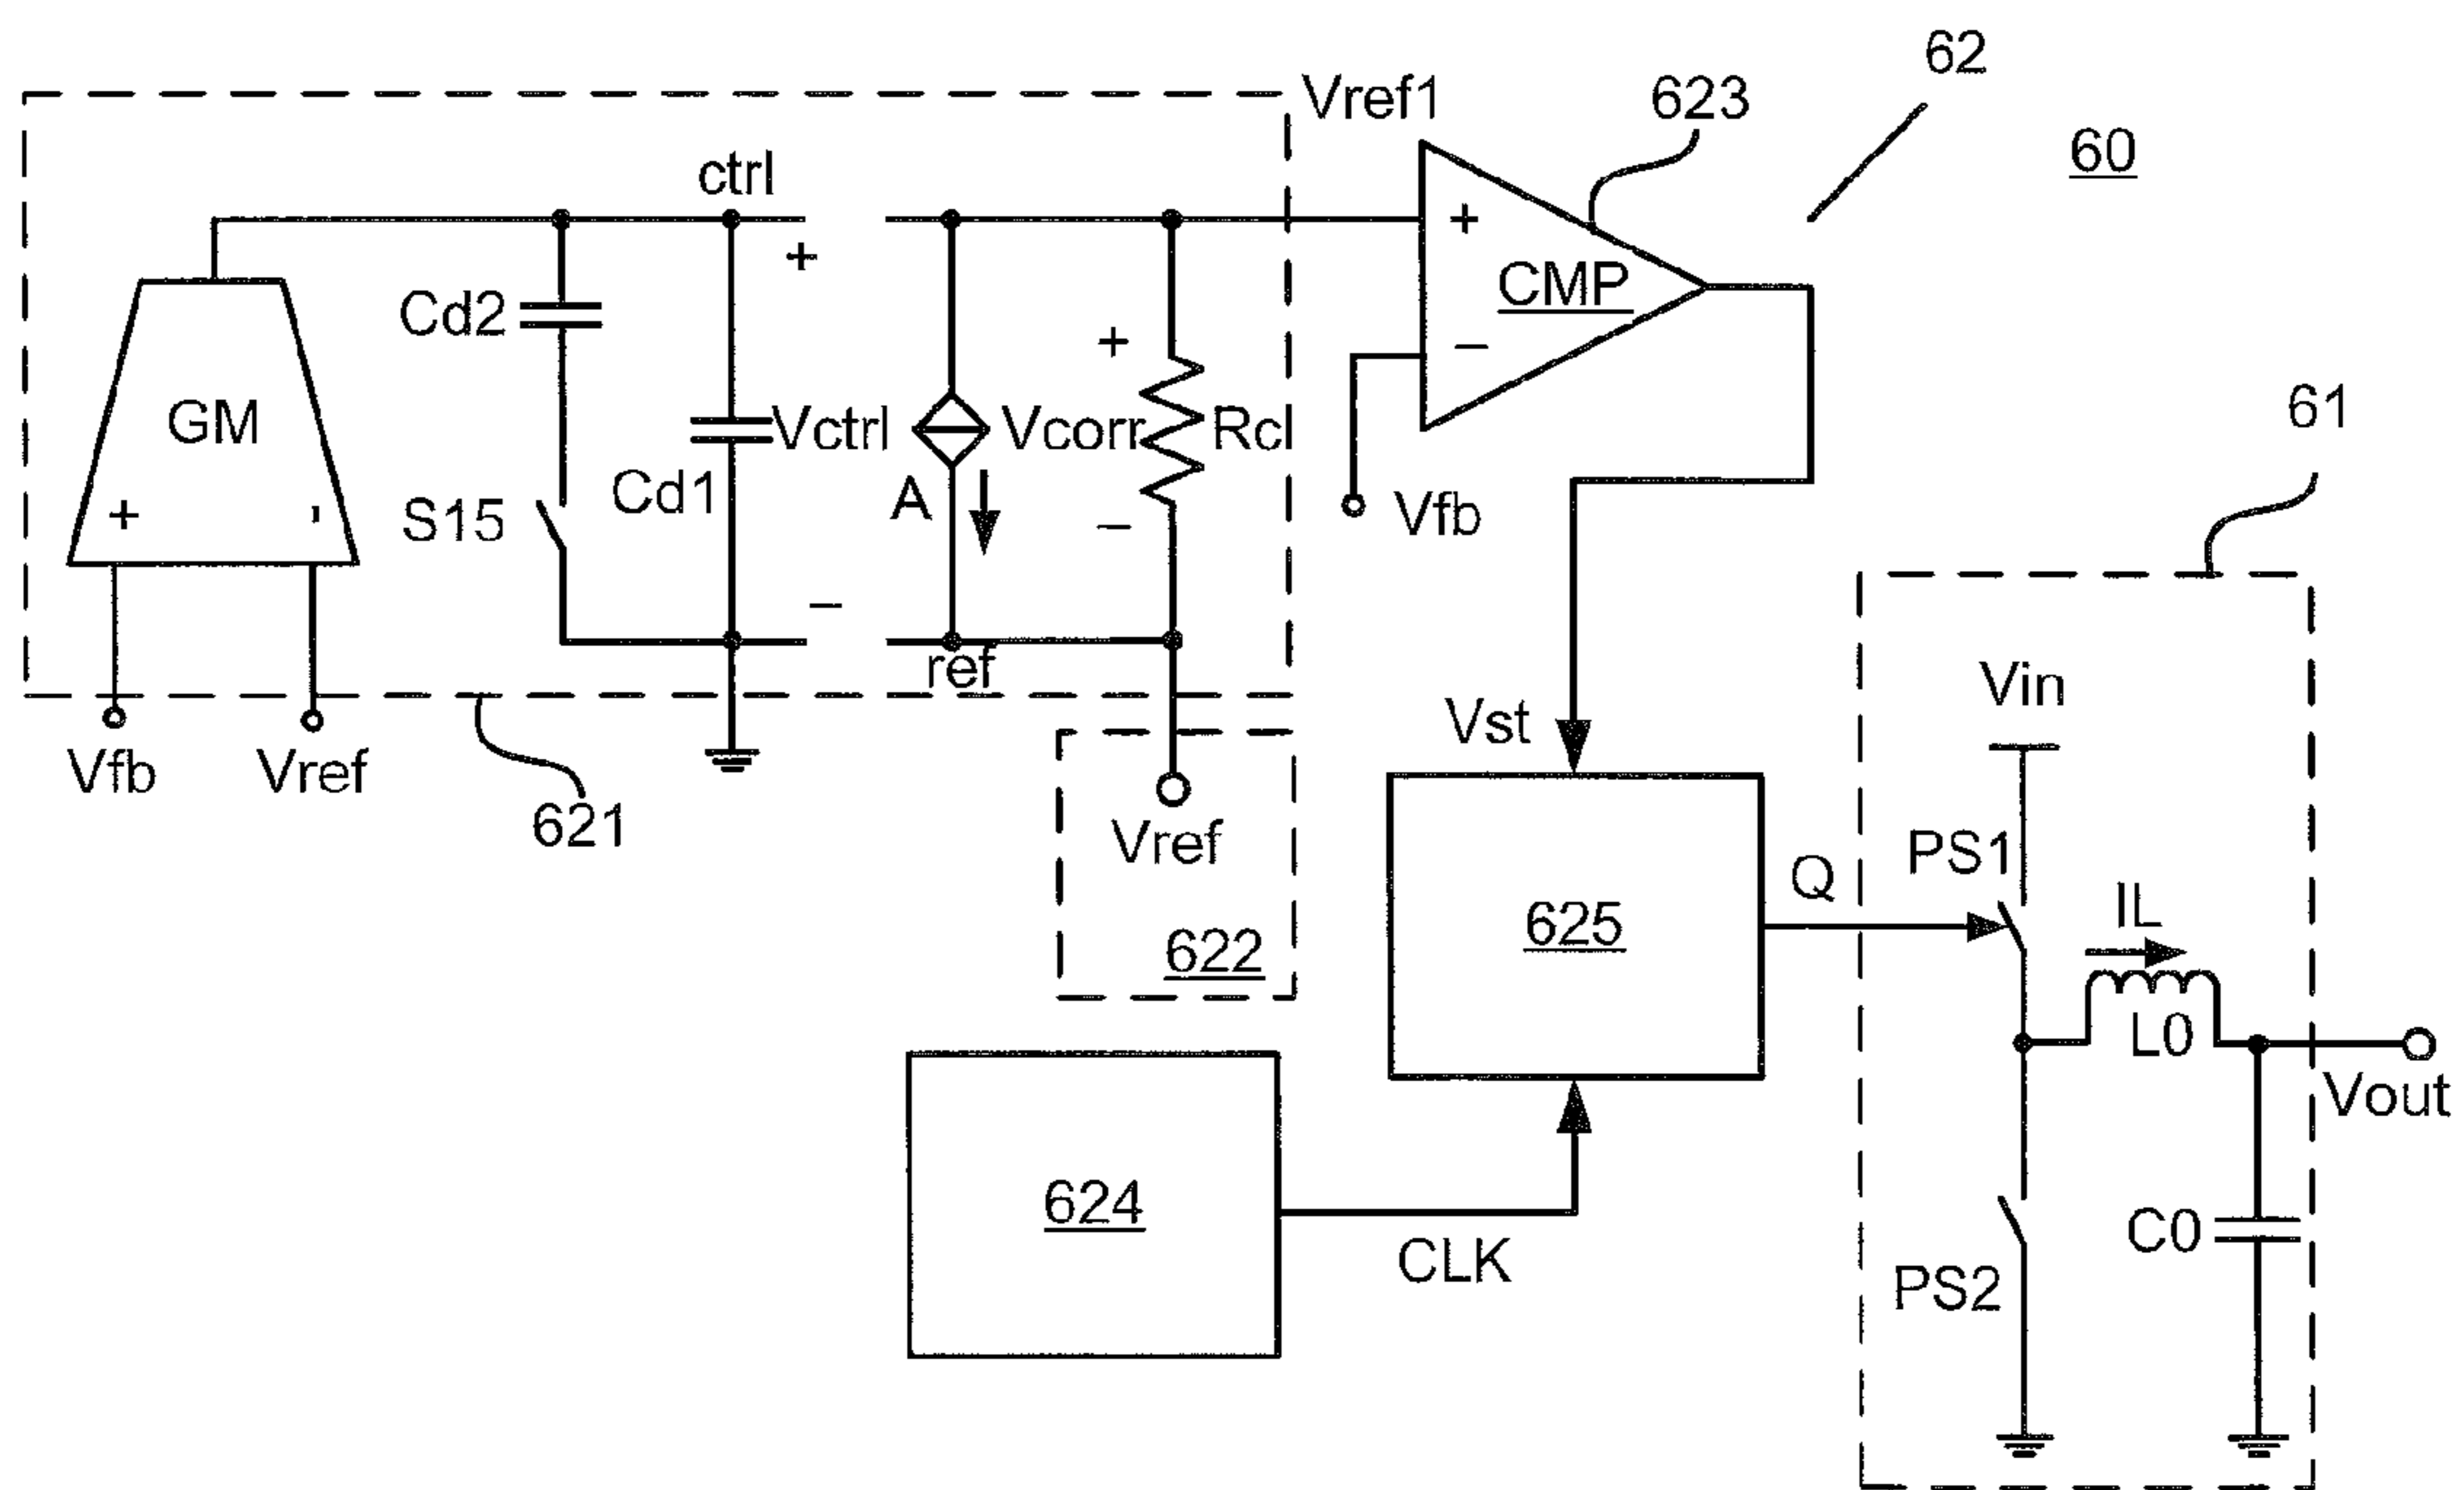 62
Vref1
623
60
ctrl
+
+
CMP
Cd2
+
−
61
GM
Vctrl
Vcorr
Rcl
Cd1
A
S15
−
Vfb
+
-
−
ref
Vin
Vst
Vfb
Vref
621
Vref
PS1
Q
IL
625
622
L0
Vout
624
C0
CLK
PS2